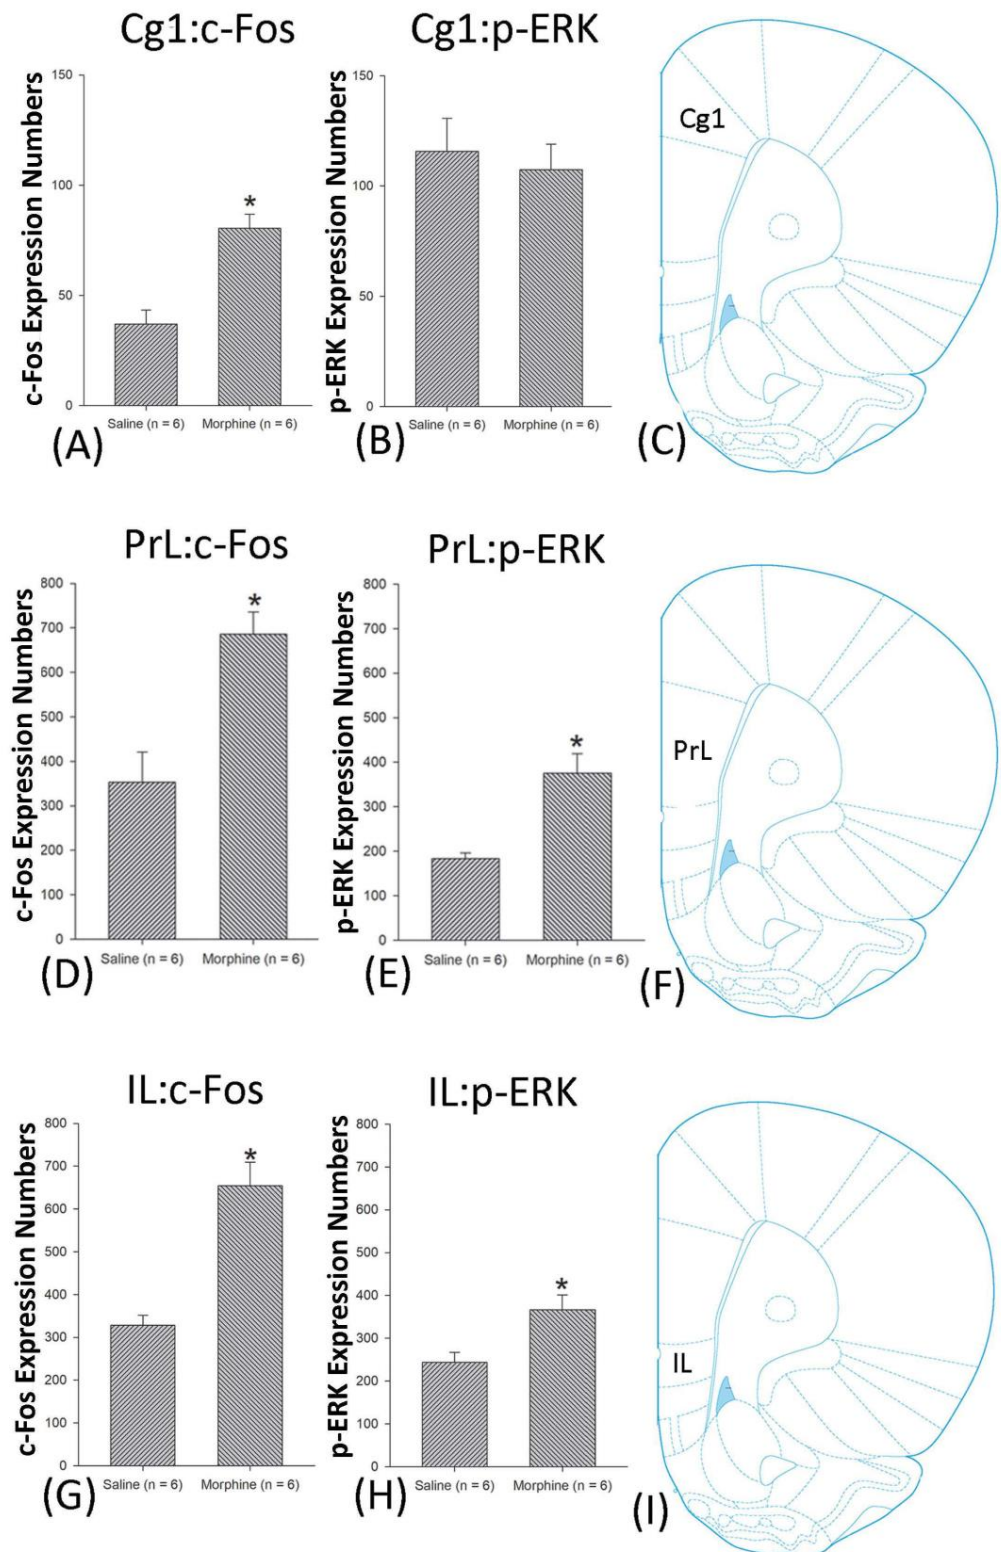 Cg1:c-Fos
c-Fos Expression Numbers
150
100
50
0
*
Saline (n = 6) Morphine (n = 6)
(A)
Cg1:p-ERK
p-ERK Expression Numbers
150
100
50
0
Saline (n = 6) Morphine (n = 6)
(B)
Cg1
(C)
PrL:c-Fos
c-Fos Expression Numbers
800
700
600
500
400
300
200
100
0
*
Saline (n = 6) Morphine (n = 6)
(D)
PrL:p-ERK
p-ERK Expression Numbers
800
700
600
500
400
300
200
100
0
*
Saline (n = 6) Morphine (n = 6)
(E)
PrL
(F)
IL:c-Fos
c-Fos Expression Numbers
800
700
600
500
400
300
200
100
0
*
Saline (n = 6) Morphine (n = 6)
(G)
IL:p-ERK
p-ERK Expression Numbers
800
700
600
500
400
300
200
100
0
*
Saline (n = 6) Morphine (n = 6)
(H)
IL
(I)